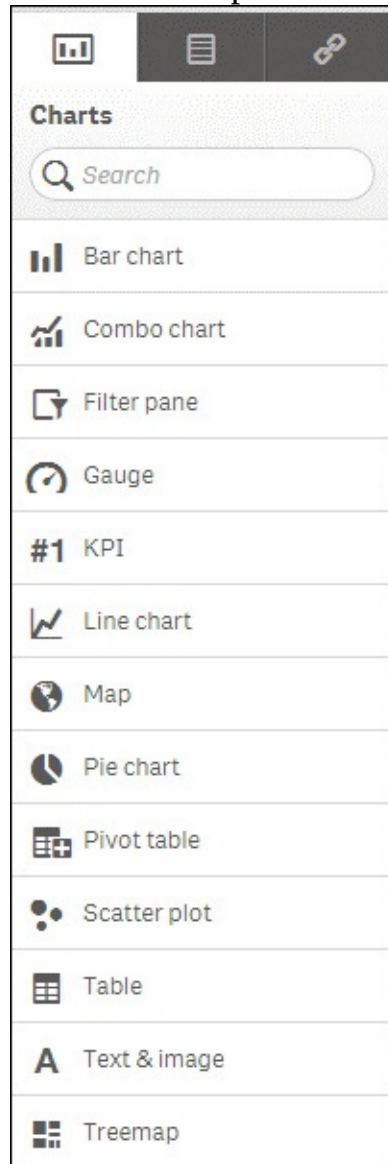 Charts
Search
Bar chart
Combo chart
Filter pane
Gauge
#1 KPI
Line chart
Map
Pie chart
Pivot table
Scatter plot
Table
A Text & image
Treemap